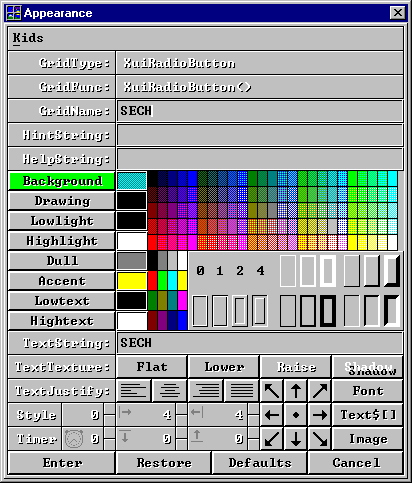 Appearance
Kids
GridType: XuiRadioButton
GridFunc: XuiRadioButton()
GridName: SECH
HintString:
HelpString:
Background
Drawing
Lowlight
Highlight
Dull
Accent 0 1 2 4
Lowtext
Hightext
TextString: SECH
TextTexture: Flat Lower Raise Shadow
TextJustify: Font
Style 0 4 4 Text$[]
Timer 0 0 0 Image
Enter Restore Defaults Cancel